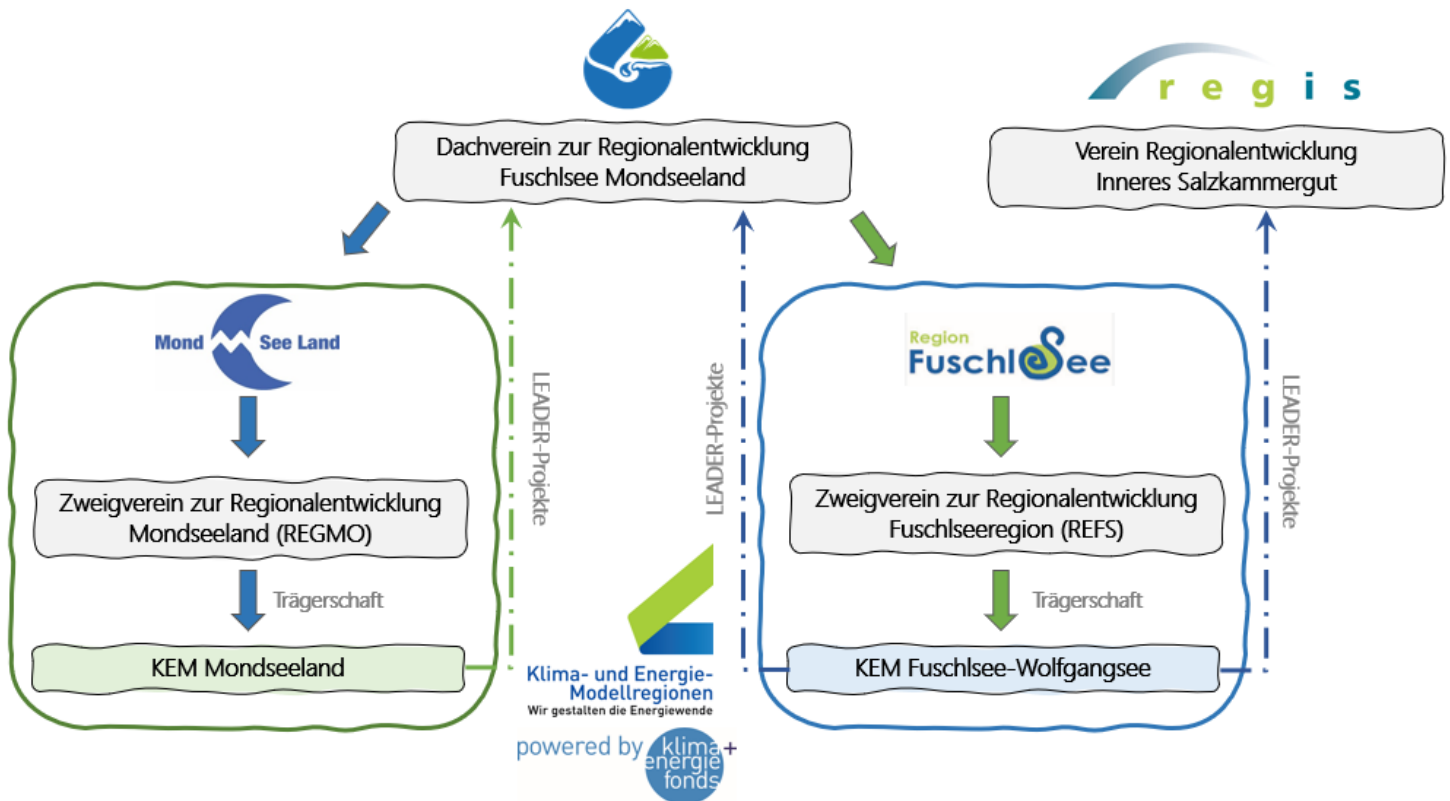 regis
Dachverein zur Regionalentwicklung
Fuschlsee Mondseeland
Verein Regionalentwicklung
Inneres Salzkammergut
Mond See Land
Region
FuschlSee
LEADER-Projekte
LEADER-Projekte
LEADER-Projekte
Zweigverein zur Regionalentwicklung
Mondseeland (REGMO)
Zweigverein zur Regionalentwicklung
Fuschlseeregion (REFS)
Trägerschaft
Trägerschaft
KEM Mondseeland
KEM Fuschlsee-Wolfgangsee
Klima- und Energie-
Modellregionen
Wir gestalten die Energiewende
powered by klima+
energie
fonds